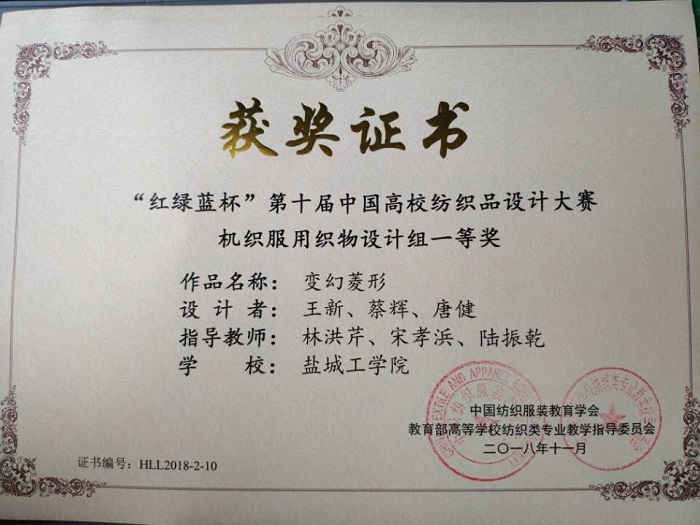 获奖证书
“红绿蓝杯”第十届中国高校纺织品设计大赛
机织服用织物设计组一等奖
作品名称： 变幻菱形
设 计 者： 王新、蔡辉、唐健
指导教师： 林洪芹、宋孝浜、陆振乾
学 校： 盐城工学院
中国纺织服装教育学会
教育部高等学校纺织类专业教学指导委员会
二〇一八年十一月
证书编号：HLL2018-2-10